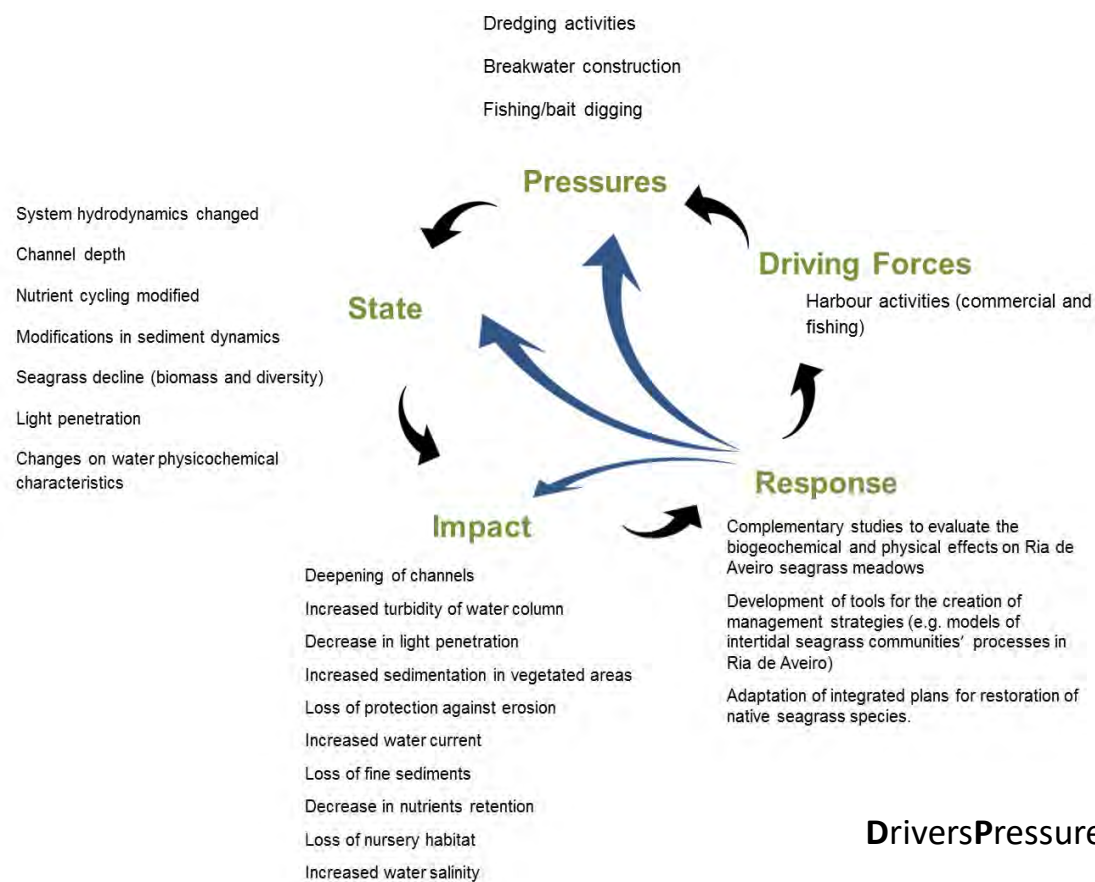 Dredging activities
Breakwater construction
Fishing/bait digging
Pressures
System hydrodynamics changed
Channel depth
Nutrient cycling modified
Modifications in sediment dynamics
Seagrass decline (biomass and diversity)
Light penetration
Changes on water physicochemical
characteristics
State
Driving Forces
Harbour activities (commercial and
fishing)
Impact
Deepening of channels
Increased turbidity of water column
Decrease in light penetration
Increased sedimentation in vegetated areas
Loss of protection against erosion
Increased water current
Loss of fine sediments
Decrease in nutrients retention
Loss of nursery habitat
Increased water salinity
Response
Complementary studies to evaluate the
biogeochemical and physical effects on Ria de
Aveiro seagrass meadows
Development of tools for the creation of
management strategies (e.g. models of
intertidal seagrass communities' processes in
Ria de Aveiro)
Adaptation of integrated plans for restoration of
native seagrass species.
DriversPressure